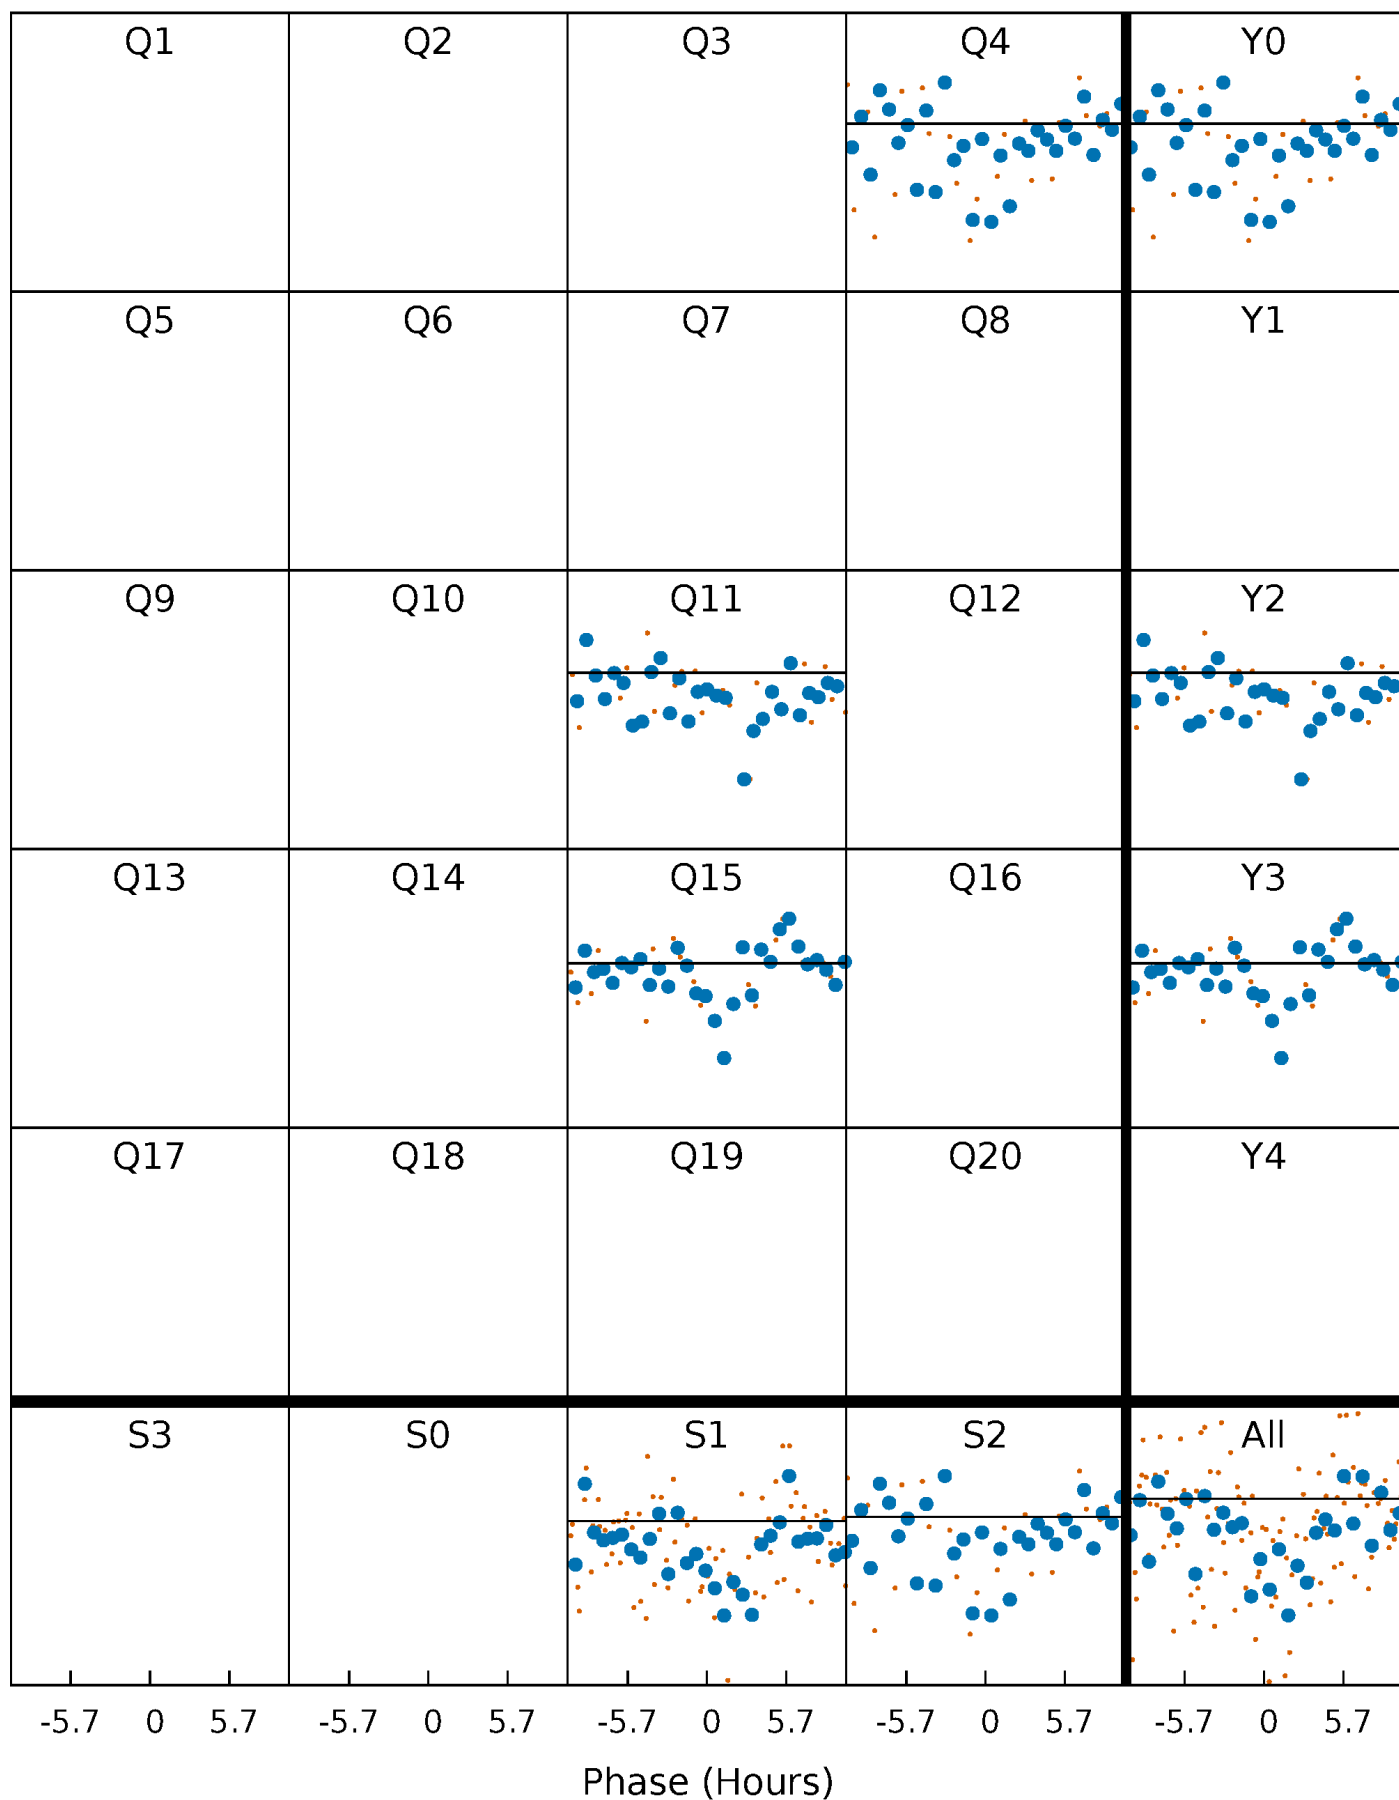 Q1 Q2 Q3 Q4 Y0
Q5 Q6 Q7 Q8 Y1
Q9 Q10 Q11 Q12 Y2
Q13 Q14 Q15 Q16 Y3
Q17 Q18 Q19 Q20 Y4
S3 S0 S1 S2 All
-5.7 0 5.7 -5.7 0 5.7 -5.7 0 5.7 -5.7 0 5.7 -5.7 0 5.7
Phase (Hours)